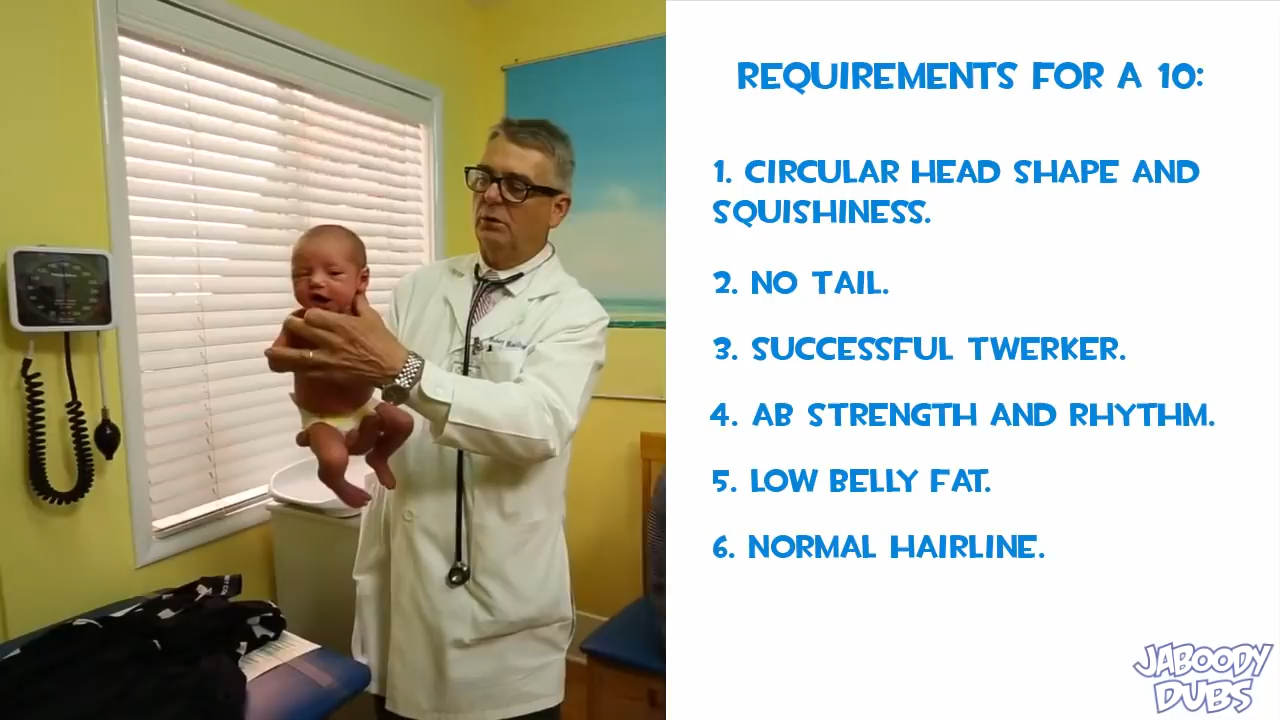 REQUIREMENTS FOR A 10:
1. CIRCULAR HEAD SHAPE AND
SQUISHINESS.
2. NO TAIL.
3. SUCCESSFUL TWERKER.
4. AB STRENGTH AND RHYTHM.
5. LOW BELLY FAT.
6. NORMAL HAIRLINE.
JABOODY
DUBS